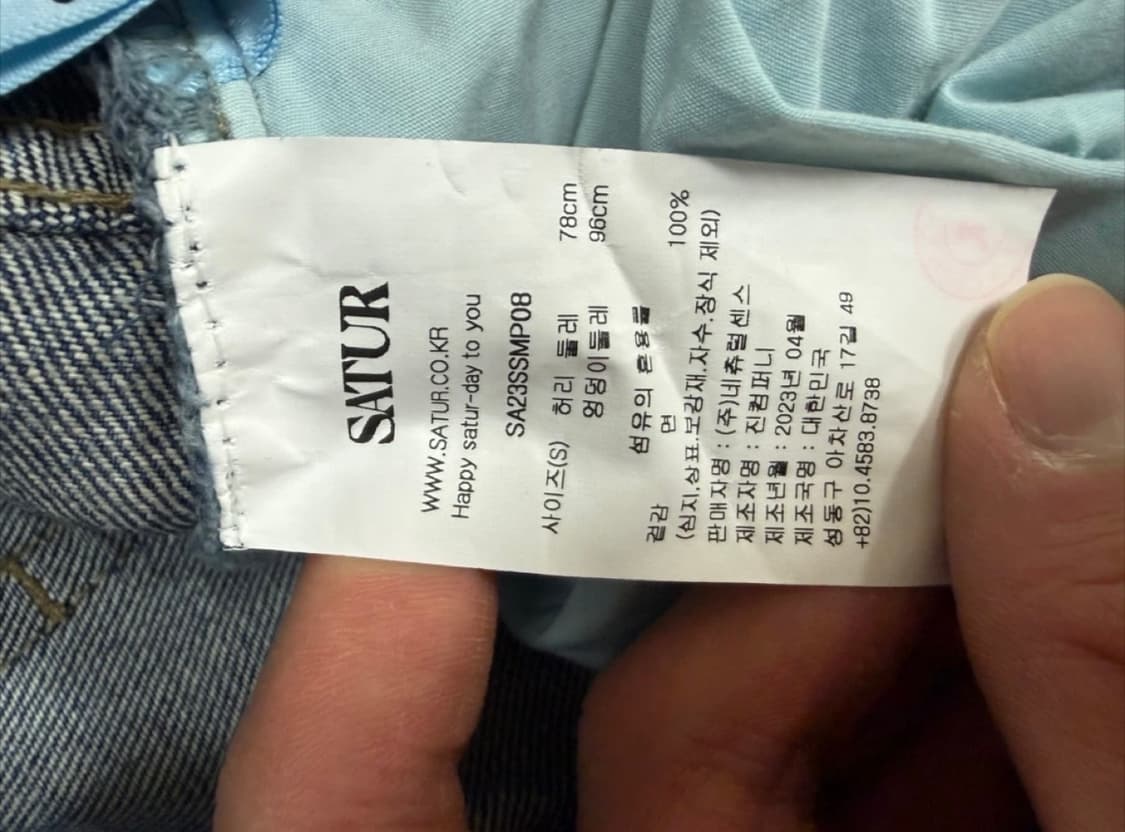 SATUR
WWW.SATUR.CO.KR
Happy satur-day to you
SA23SSMP08
사이즈(S) 허리 둘레 78cm
엉덩이 둘레 96cm
섬유의 혼용률
겉감 면 100%
(심지.상표.보강재.자수.장식 제외)
판매자명 : (주)네츄럴센스
제조자명 : 진컴퍼니
제조년월 : 2023년 04월
제조국명 : 대한민국
성동구 아차산로 17길 49
+82)10.4583.8738